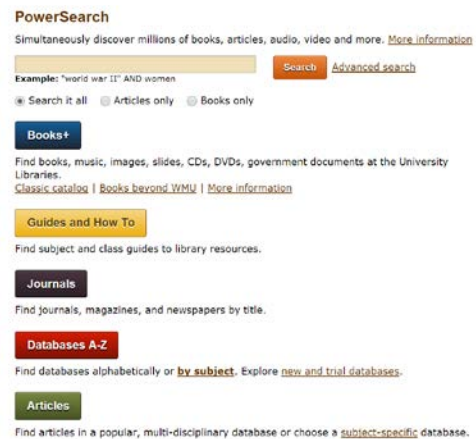 PowerSearch
Simultaneously discover millions of books, articles, audio, video and more. More information
Search Advanced search
Example: "world war II" AND women
Search it all Articles only Books only
Books+
Find books, music, images, slides, CDs, DVDs, government documents at the University
Libraries.
Classic catalog | Books beyond WMU | More information
Guides and How To
Find subject and class guides to library resources.
Journals
Find journals, magazines, and newspapers by title.
Databases A-Z
Find databases alphabetically or by subject. Explore new and trial databases.
Articles
Find articles in a popular, multi-disciplinary database or choose a subject-specific database.